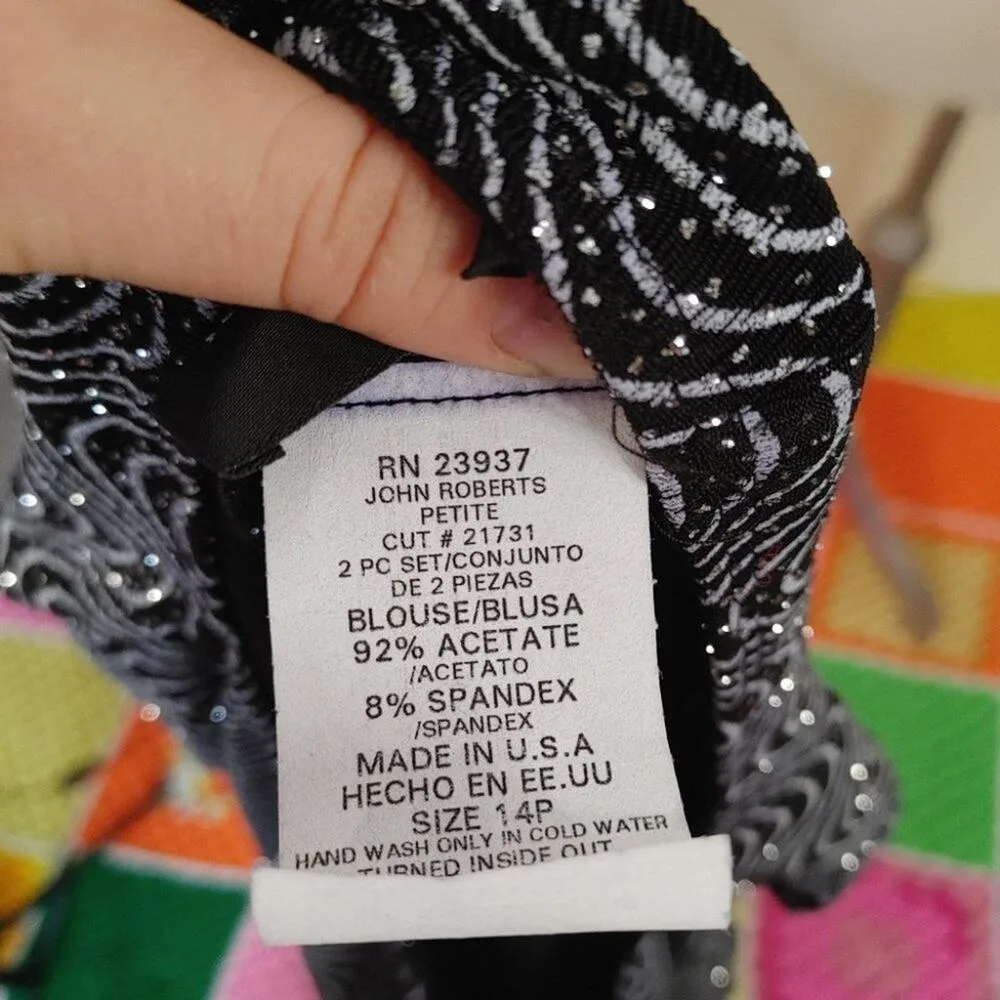 RN 23937
JOHN ROBERTS
PETITE
CUT # 21731
2 PC SET/CONJUNTO
DE 2 PIEZAS
BLOUSE/BLUSA
92% ACETATE
/ACETATO
8% SPANDEX
/SPANDEX
MADE IN U.S.A
HECHO EN EE.UU
SIZE 14P
HAND WASH ONLY IN COLD WATER
TURNED INSIDE OUT